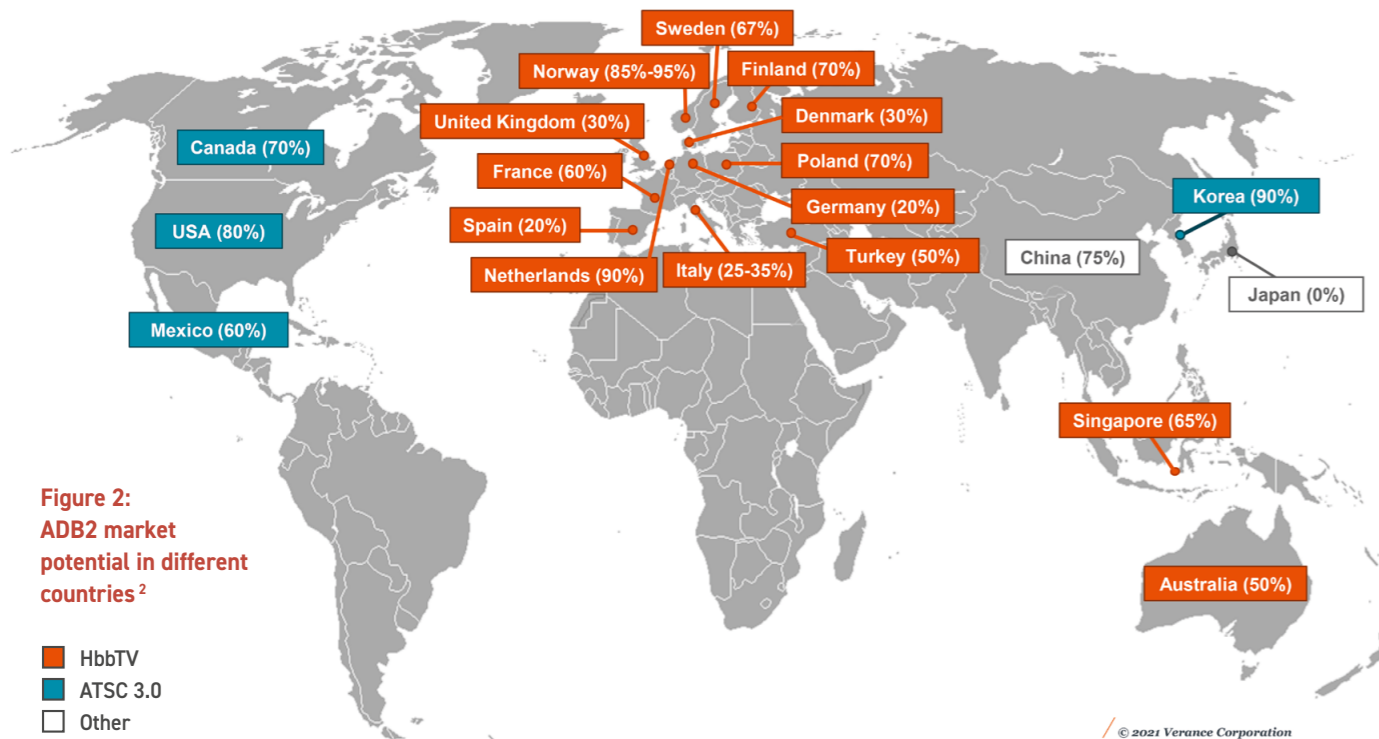 Sweden (67%)
Norway (85%-95%)
Finland (70%)
United Kingdom (30%)
Denmark (30%)
Canada (70%)
France (60%)
Poland (70%)
Germany (20%)
Korea (90%)
USA (80%)
Spain (20%)
Netherlands (90%)
Italy (25-35%)
Turkey (50%)
China (75%)
Japan (0%)
Mexico (60%)
Singapore (65%)
Australia (50%)
Figure 2:
ADB2 market
potential in different
countries ²
HbbTV
ATSC 3.0
Other
© 2021 Verance Corporation